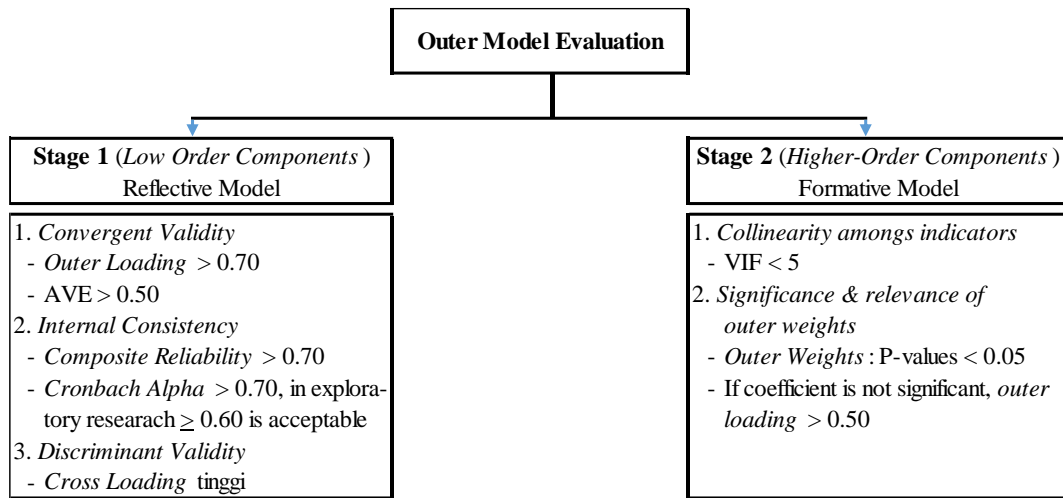 Outer Model Evaluation
Stage 1 (Low Order Components )
Reflective Model
1. Convergent Validity
- Outer Loading > 0.70
- AVE > 0.50
2. Internal Consistency
- Composite Reliability > 0.70
- Cronbach Alpha > 0.70, in explora-
tory researach ≥ 0.60 is acceptable
3. Discriminant Validity
- Cross Loading tinggi
Stage 2 (Higher-Order Components )
Formative Model
1. Collinearity amongs indicators
- VIF < 5
2. Significance & relevance of
outer weights
- Outer Weights : P-values < 0.05
- If coefficient is not significant, outer
loading > 0.50